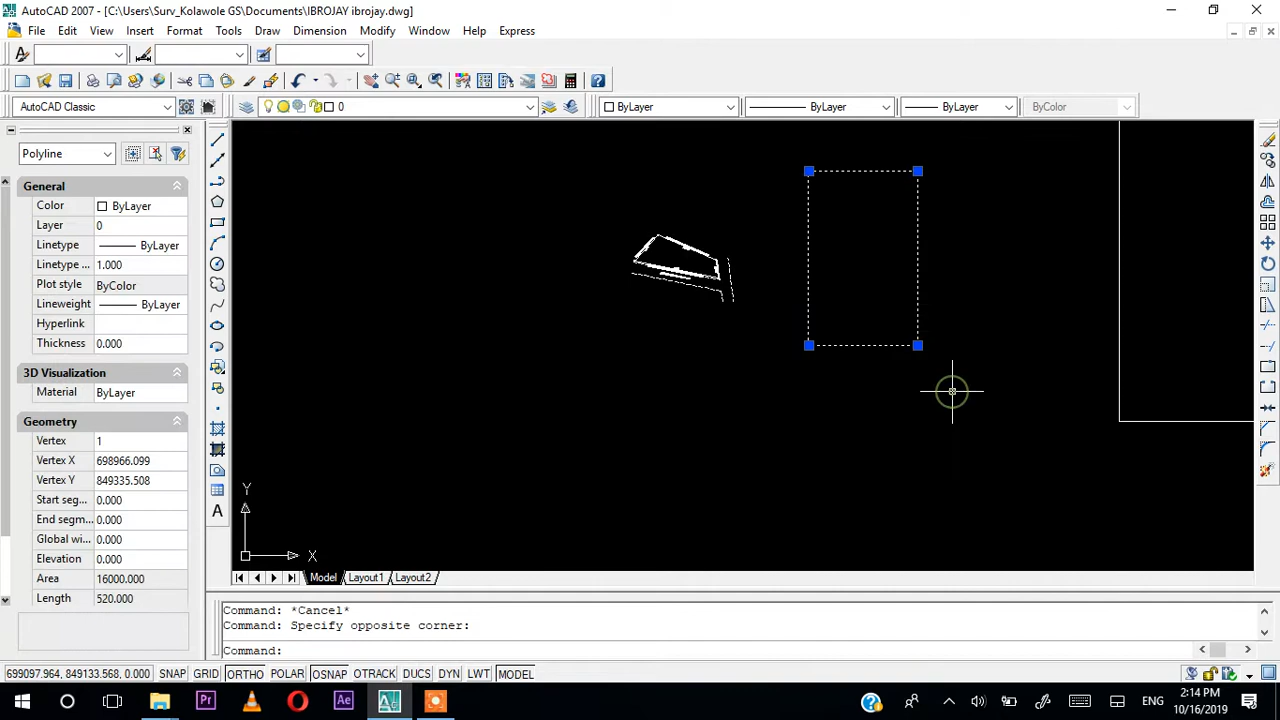 AutoCAD 2007 - [C:\Users\Surv_Kolawole GS\Documents\IBROJAY ibrojay.dwg]
File Edit View Insert Format Tools Draw Dimension Modify Window Help Express
AutoCAD Classic
0
ByLayer
ByLayer
ByLayer
ByColor
Polyline
General
Color ByLayer
Layer 0
Linetype ByLayer
Linetype ... 1.000
Plot style ByColor
Lineweight ByLayer
Hyperlink
Thickness 0.000
3D Visualization
Material ByLayer
Geometry
Vertex 1
Vertex X 698966.099
Vertex Y 849335.508
Start seg... 0.000
End segm... 0.000
Global wi... 0.000
Elevation 0.000
Area 16000.000
Length 520.000
A
Y
X
Model Layout1 Layout2
Command: *Cancel*
Command: Specify opposite corner:
Command:
699097.964, 849133.568, 0.000 SNAP GRID ORTHO POLAR OSNAP OTRACK DUCS DYN LWT MODEL
Pr
Ae
ENG
2:14 PM
10/16/2019